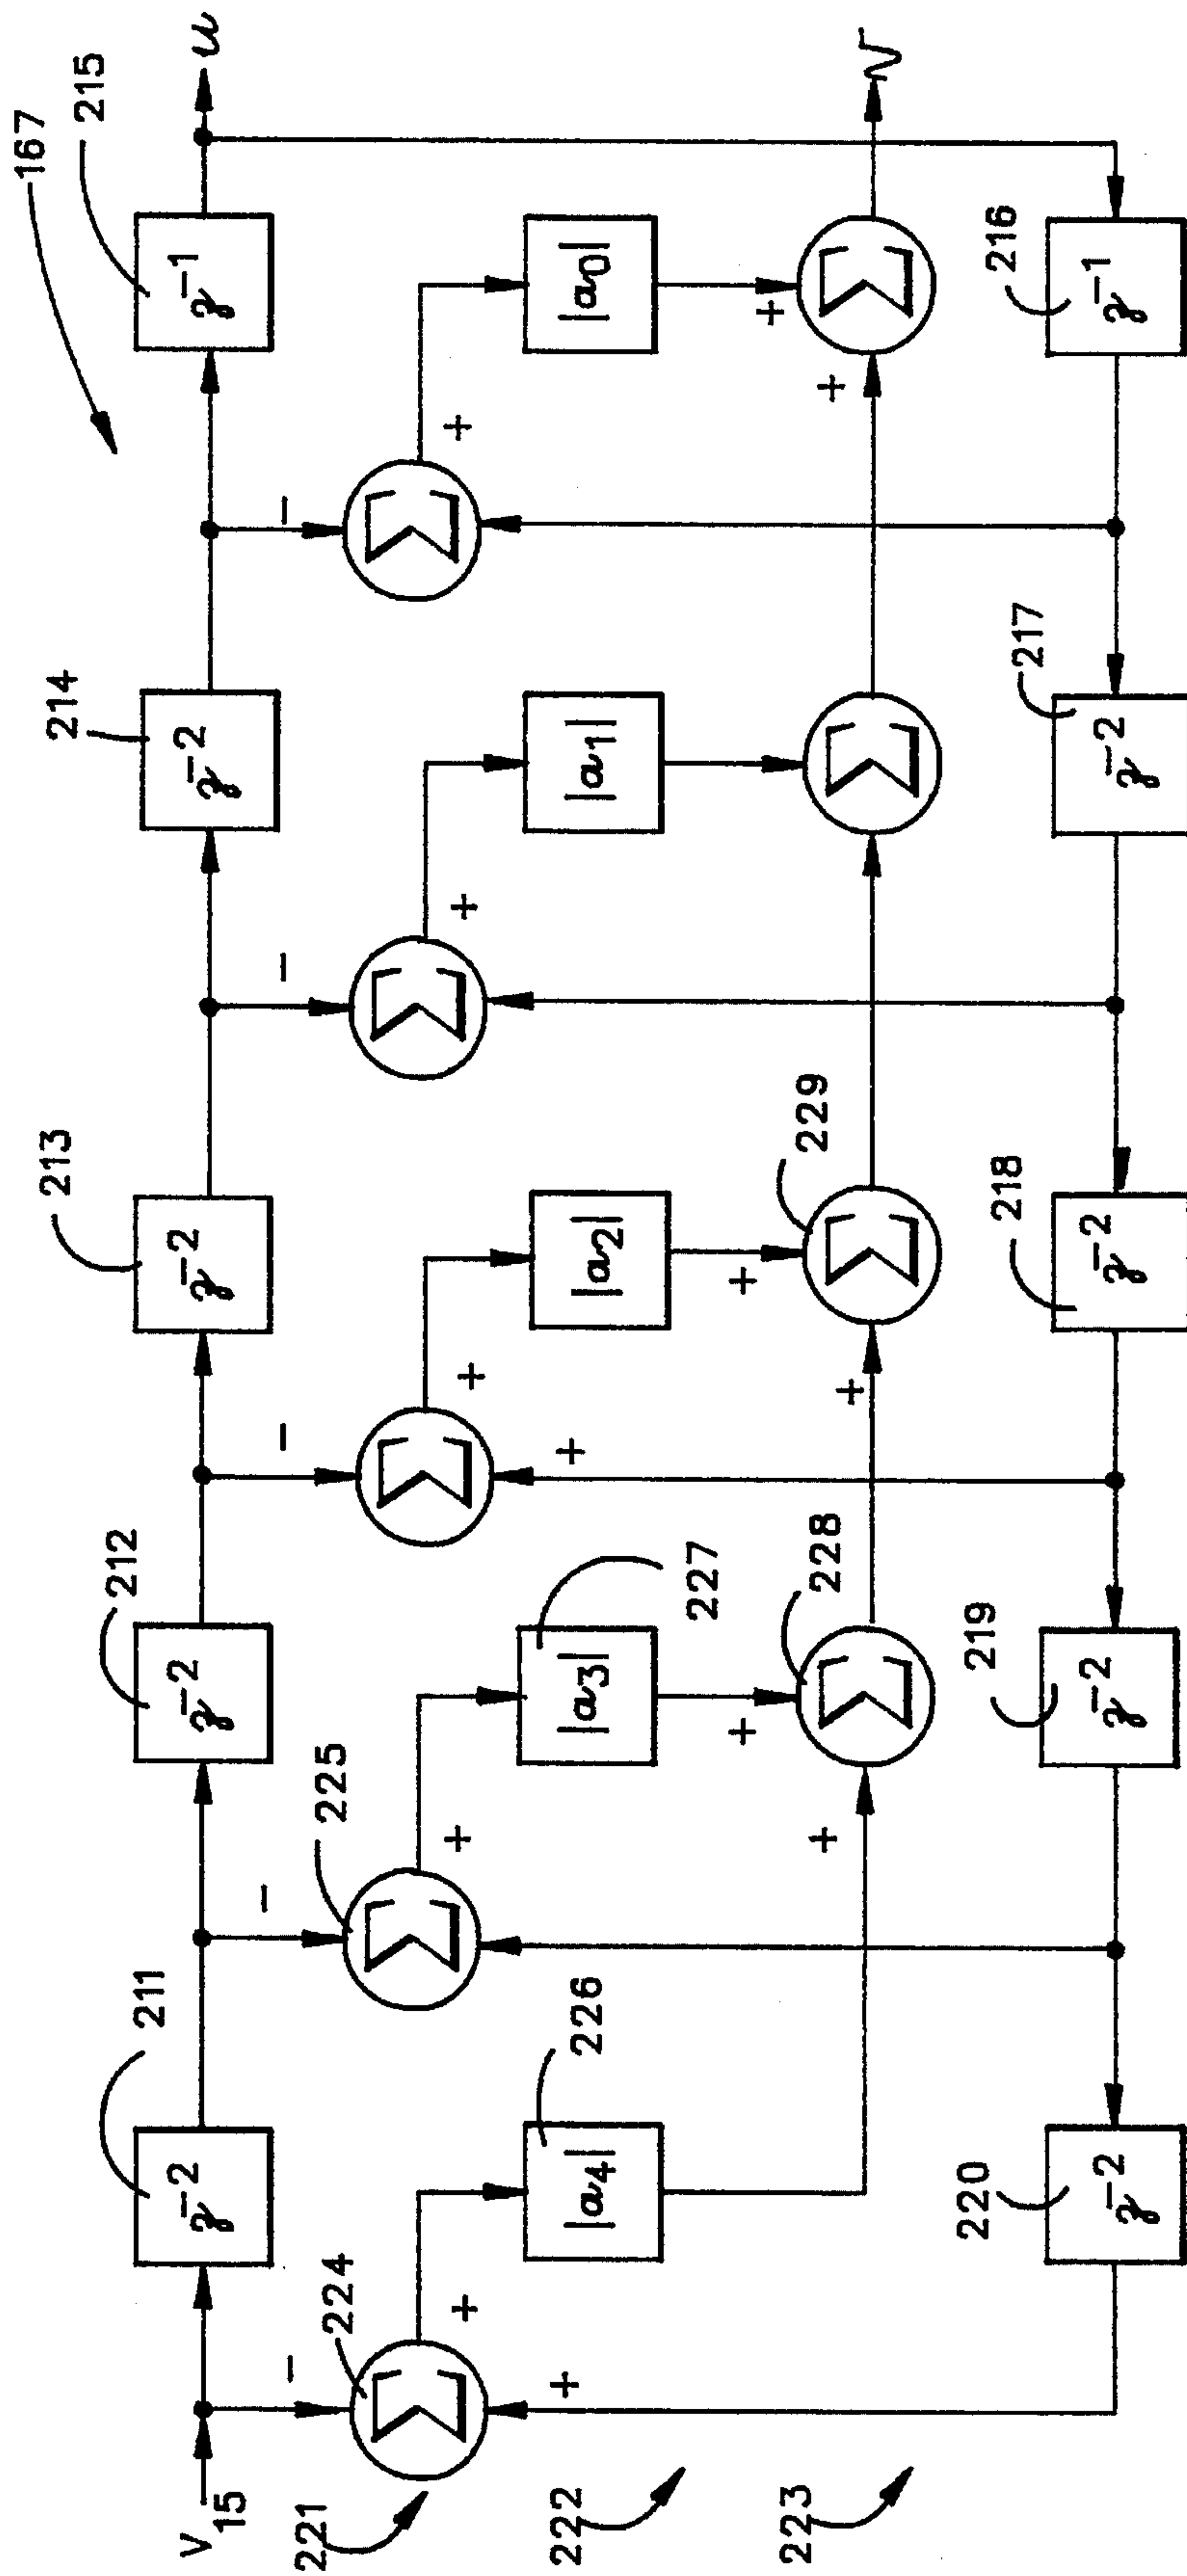 167
211
212
213
214
215
V15
z⁻²
z⁻²
z⁻²
z⁻²
z⁻¹
u
−
−
−
−
−
221
224
225
Σ
Σ
Σ
Σ
Σ
+
+
+
+
+
222
+
226
|a4|
|a3|
227
+
|a2|
|a1|
|a0|
223
+
+
228
+
+
229
+
+
Σ
Σ
Σ
Σ
v
220
219
218
217
216
z⁻²
z⁻²
z⁻²
z⁻²
z⁻¹